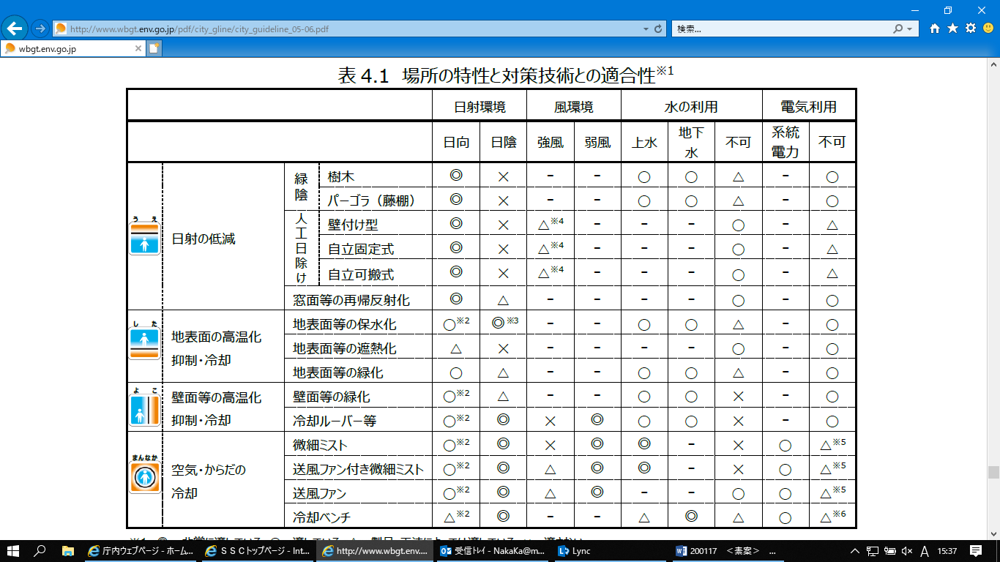 http://www.wbgt.env.go.jp/pdf/city_gline/city_guideline_05-06.pdf
検索...
wbgt.env.go.jp
表 4.1 場所の特性と対策技術との適合性※1
日射環境 風環境 水の利用 電気利用
日向 日陰 強風 弱風 上水 地下水 不可 系統電力 不可
うえ
日射の低減
緑陰
樹木 ◎ × - - ○ ○ △ - ○
パーゴラ（藤棚） ◎ × - - ○ ○ △ - ○
人工日除け
壁付け型 ◎ × △※4 - - - ○ - △
自立固定式 ◎ × △※4 - - - ○ - △
自立可搬式 ◎ × △※4 - - - ○ - △
窓面等の再帰反射化 ◎ △ - - - - ○ - ○
した
地表面の高温化
抑制・冷却
地表面等の保水化 ○※2 ◎※3 - - ○ ○ △ - ○
地表面等の遮熱化 △ × - - - - ○ - ○
地表面等の緑化 ○ △ - - ○ ○ △ - ○
よこ
壁面等の高温化
抑制・冷却
壁面等の緑化 ○※2 △ - - ○ ○ × - ○
冷却ルーバー等 ○※2 ◎ × ◎ ○ ○ × - ○
まんなか
空気・からだの
冷却
微細ミスト ○※2 ◎ × ◎ ◎ - × ○ △※5
送風ファン付き微細ミスト ○※2 ◎ △ ◎ ◎ - × ○ △※5
送風ファン ○※2 ◎ △ ◎ - - ○ ○ △※5
冷却ベンチ △※2 ◎ - - △ ◎ △ ○ △※6
庁内ウェブページ - ホーム...
ＳＳＣトップページ - Int...
http://www.wbgt.env....
受信トレイ - NakaKa@m...
Lync
200117 ＜素案＞ ...
A
15:37